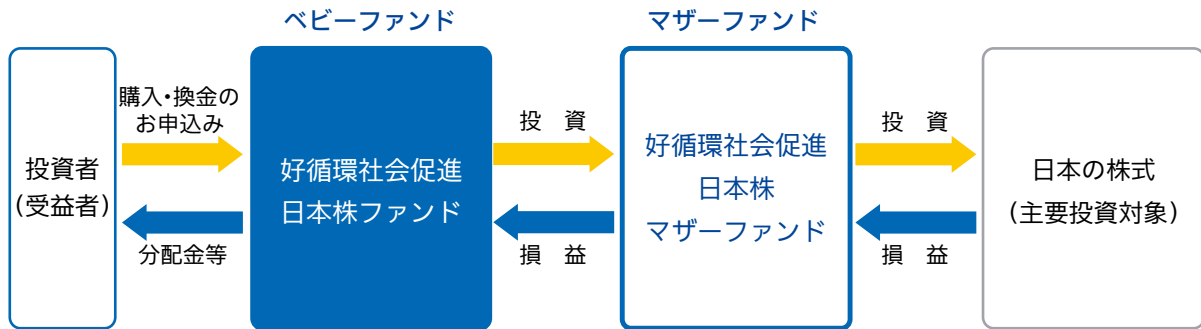 ベビーファンド
マザーファンド
投資者
(受益者)
購入・換金の
お申込み
分配金等
好循環社会促進
日本株ファンド
投 資
損 益
好循環社会促進
日本株
マザーファンド
投 資
損 益
日本の株式
(主要投資対象)